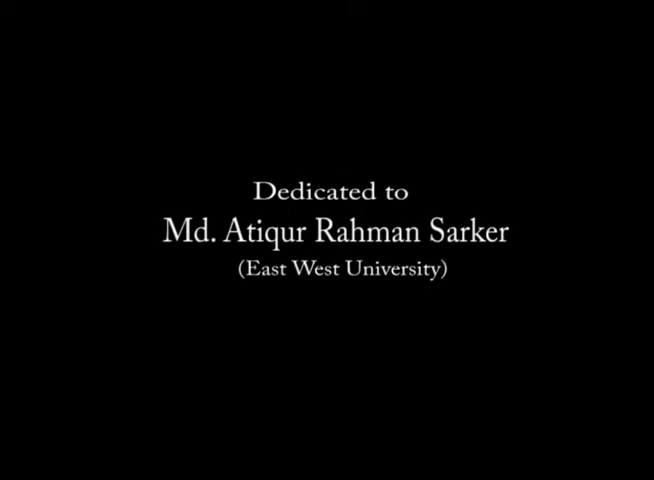 Dedicated to
Md. Atiqur Rahman Sarker
(East West University)